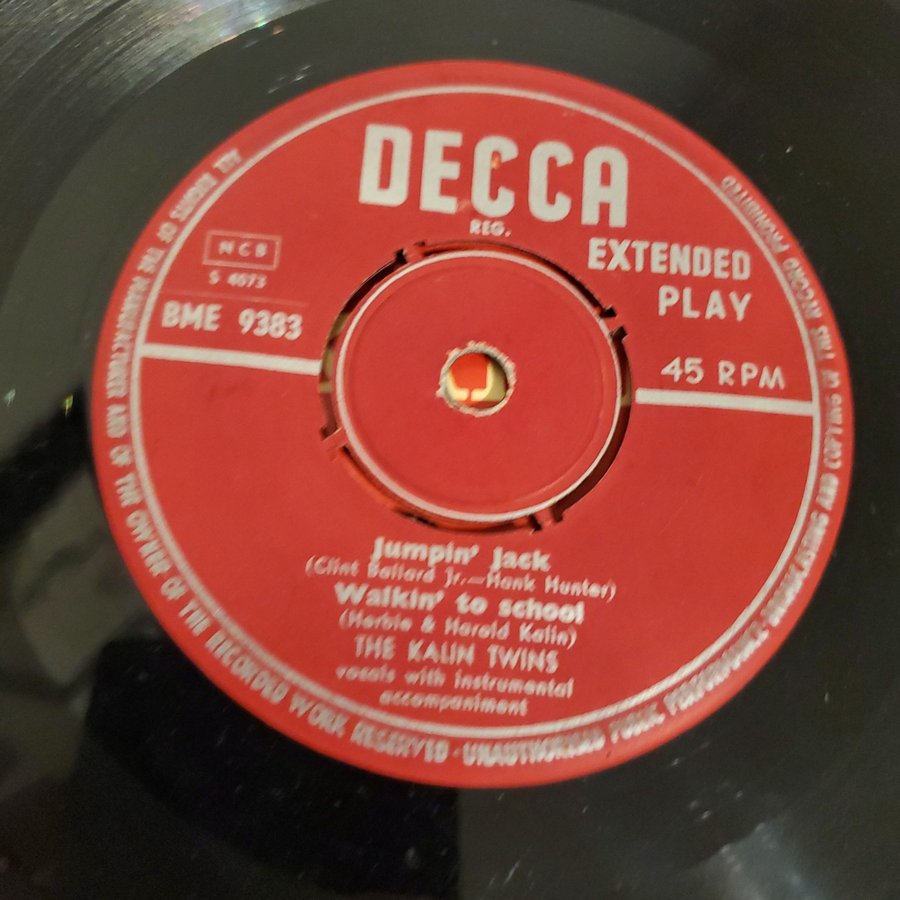 DECCA
REG.
NCB
S 4673
BME 9383
EXTENDED
PLAY
45 RPM
Jumpin' Jack
(Clint Ballard Jr.—Hank Hunter)
Walkin' to school
(Herbie & Harold Kalin)
THE KALIN TWINS
vocals with instrumental
accompaniment
ALL RIGHTS OF THE MANUFACTURER AND OF THE OWNER OF THE RECORDED WORK RESERVED · UNAUTHORISED PUBLIC PERFORMANCE BROADCASTING AND COPYING OF THIS RECORD PROHIBITED